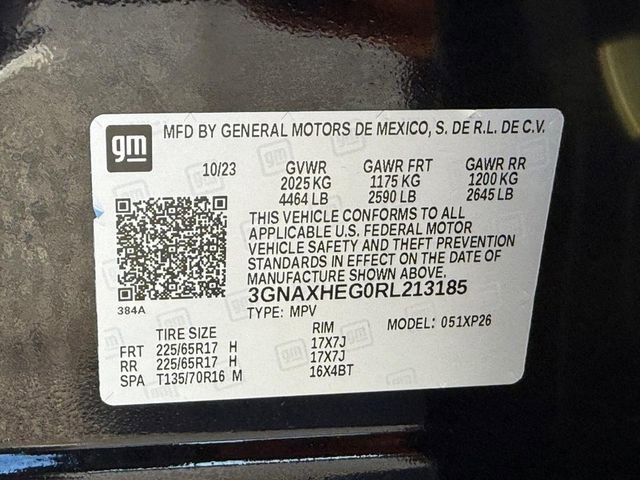 gm MFD BY GENERAL MOTORS DE MEXICO, S. DE R.L. DE C.V.
10/23 GVWR GAWR FRT GAWR RR
2025 KG 1175 KG 1200 KG
4464 LB 2590 LB 2645 LB
THIS VEHICLE CONFORMS TO ALL
APPLICABLE U.S. FEDERAL MOTOR
VEHICLE SAFETY AND THEFT PREVENTION
STANDARDS IN EFFECT ON THE DATE OF
MANUFACTURE SHOWN ABOVE.
3GNAXHEG0RL213185
384A
TYPE: MPV MODEL: 051XP26
TIRE SIZE RIM
FRT 225/65R17 H 17X7J
RR 225/65R17 H 17X7J
SPA T135/70R16 M 16X4BT